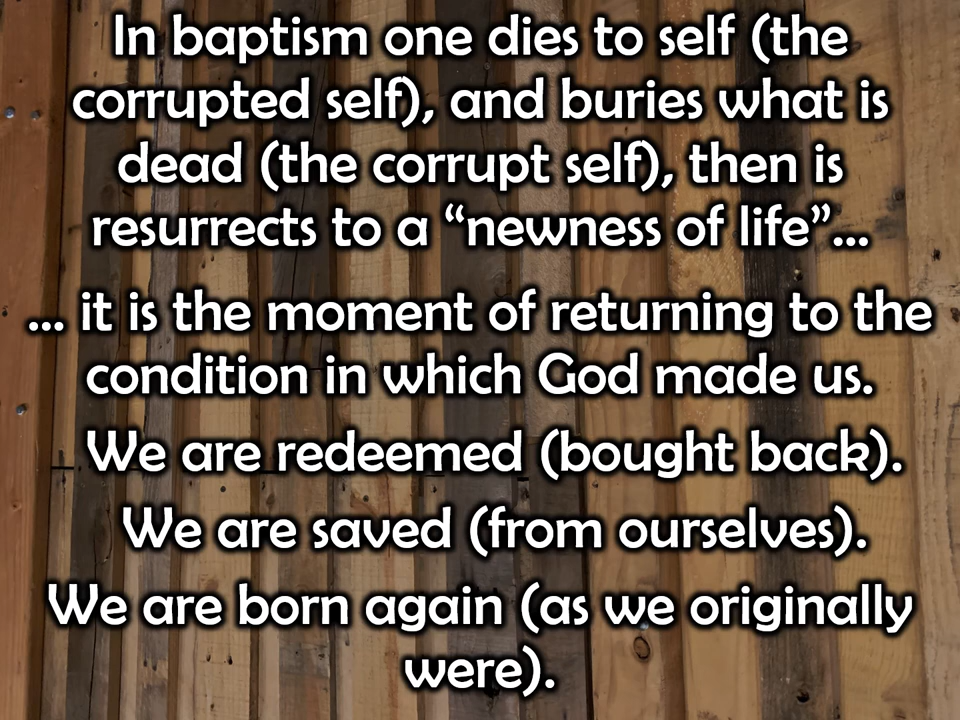 In baptism one dies to self (the
corrupted self), and buries what is
dead (the corrupt self), then is
resurrects to a “newness of life”...
... it is the moment of returning to the
condition in which God made us.
We are redeemed (bought back).
We are saved (from ourselves).
We are born again (as we originally
were).